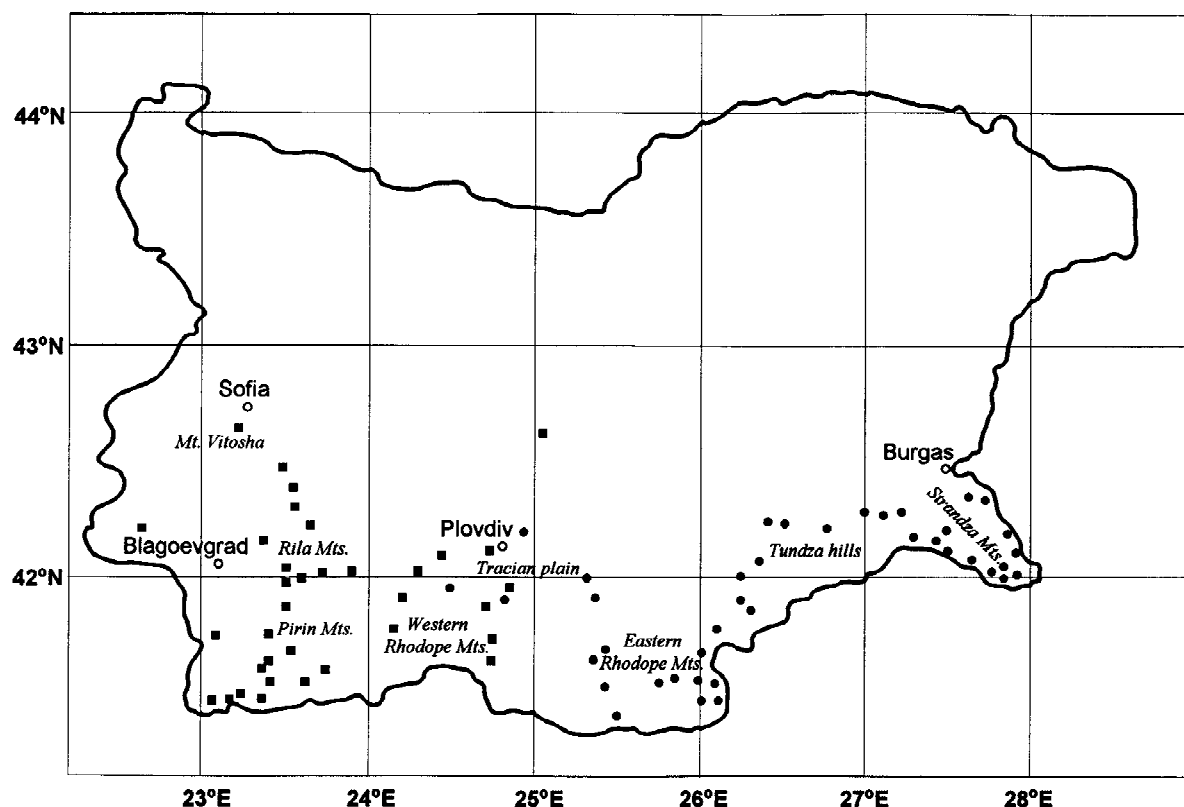 44°N
43°N
Sofia
Mt. Vitosha
Burgas
Strandza Mts.
Plovdiv
Blagoevgrad
Rila Mts.
Tundza hills
Tracian plain
42°N
Pirin Mts.
Western
Rhodope Mts.
Eastern
Rhodope Mts.
23°E
24°E
25°E
26°E
27°E
28°E